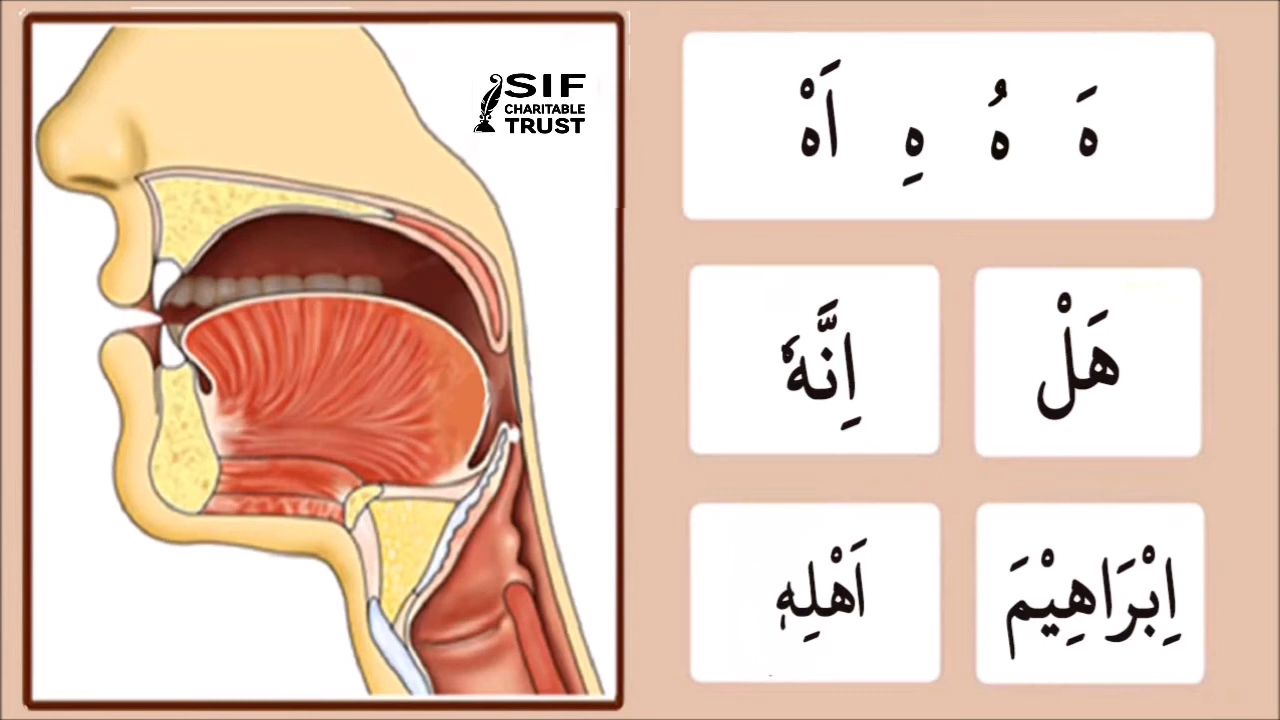 SIF
CHARITABLE
TRUST
هَ هُ هِ اَهْ
هَلْ
اِنَّهٗ
اِبْرَاهِيْمَ
اَهْلِهٖ